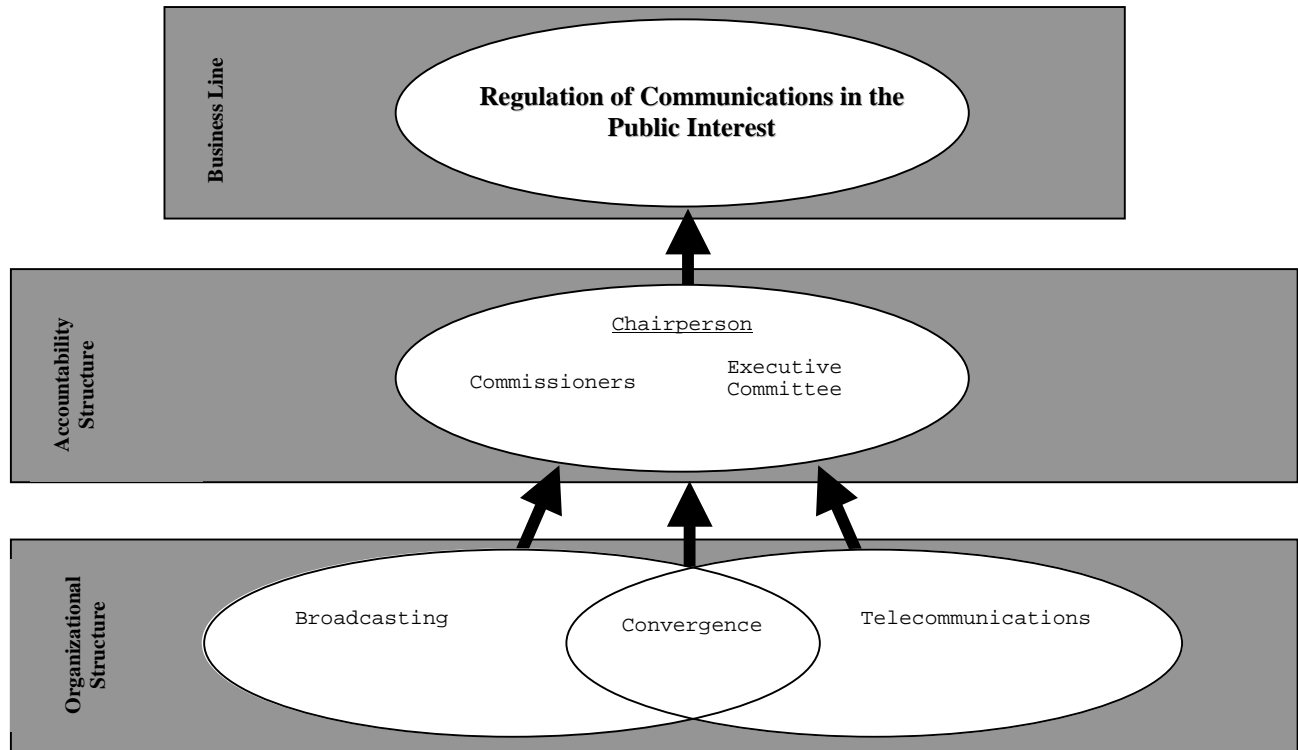 Business Line
Regulation of Communications in the
Public Interest
Accountability
Structure
Chairperson
Commissioners
Executive
Committee
Organizational
Structure
Broadcasting
Convergence
Telecommunications